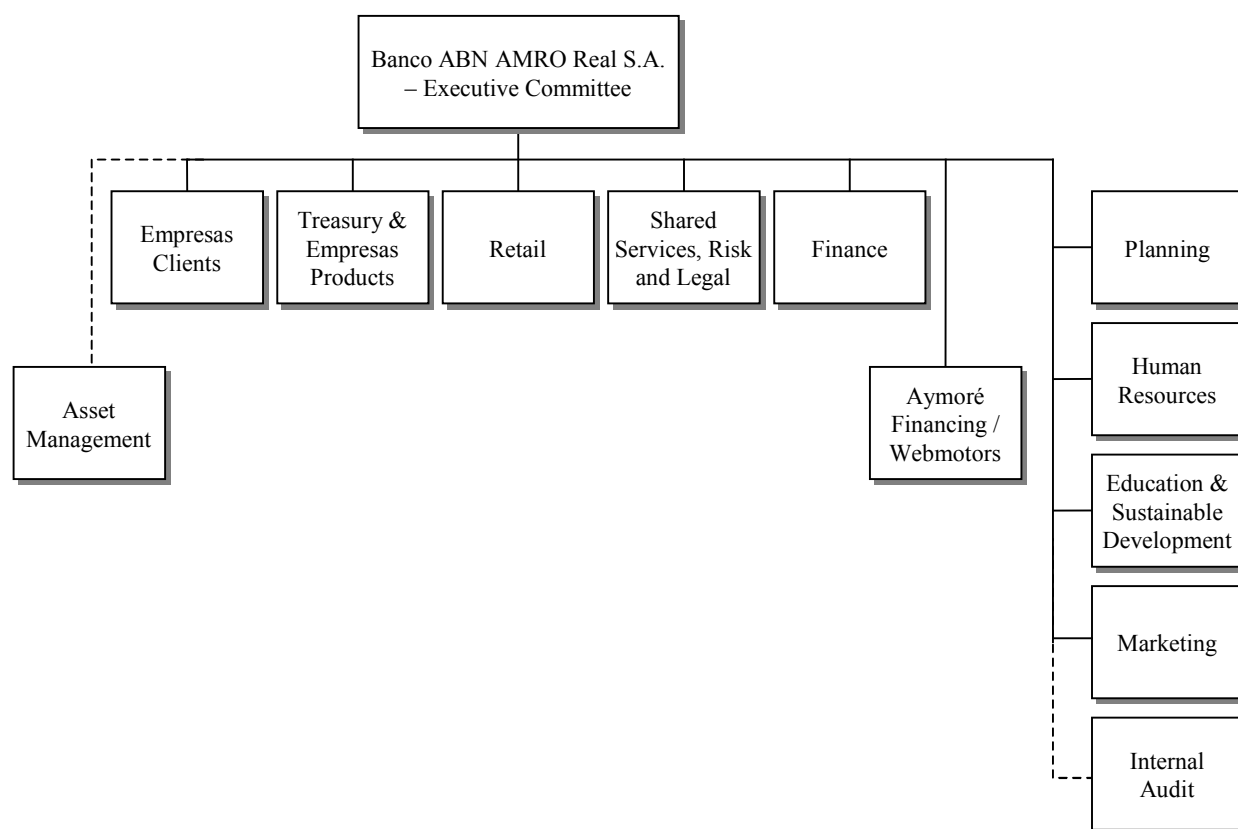 Banco ABN AMRO Real S.A.
– Executive Committee
Empresas
Clients
Treasury &
Empresas
Products
Retail
Shared
Services, Risk
and Legal
Finance
Planning
Human
Resources
Asset
Management
Aymoré
Financing /
Webmotors
Education &
Sustainable
Development
Marketing
Internal
Audit